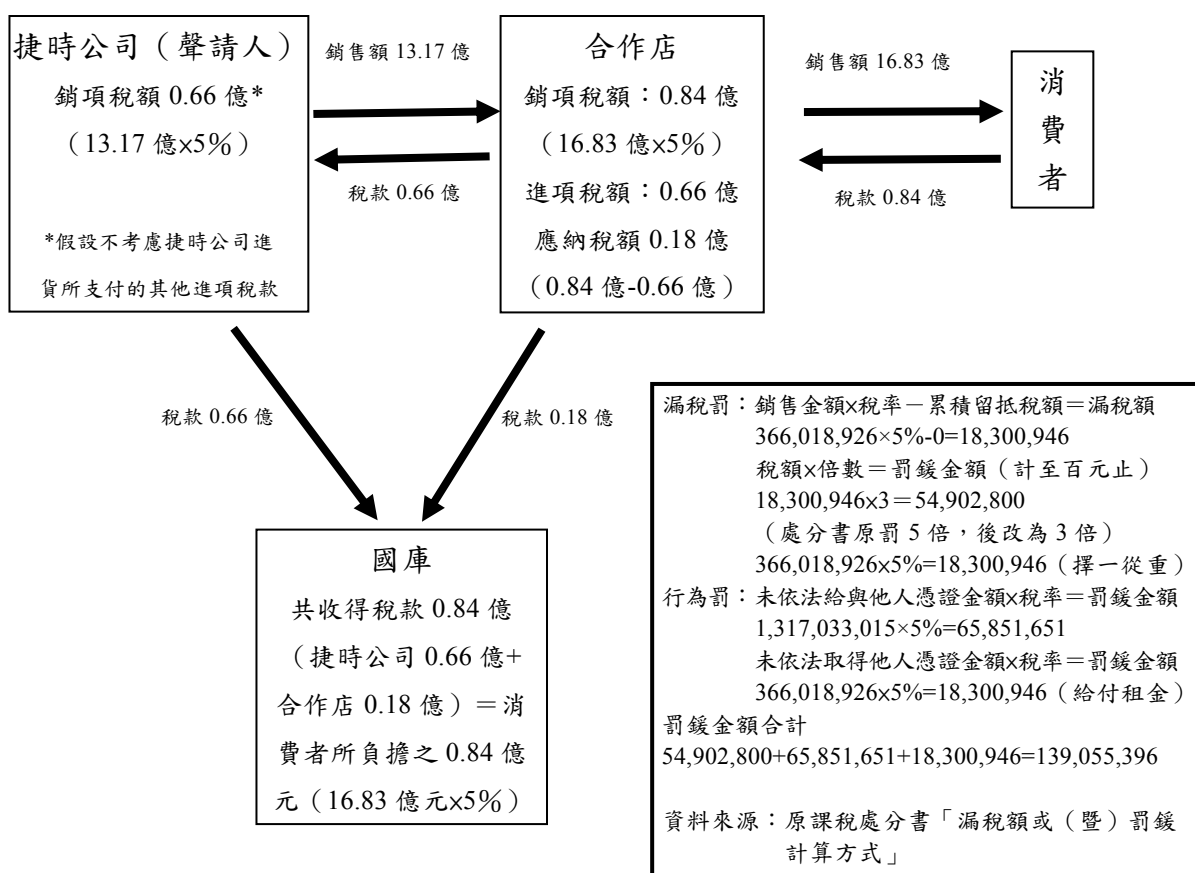 捷時公司（聲請人）
銷項稅額 0.66 億*
（13.17 億×5%）
*假設不考慮捷時公司進
貨所支付的其他進項稅款
銷售額 13.17 億
稅款 0.66 億
合作店
銷項稅額：0.84 億
（16.83 億×5%）
進項稅額：0.66 億
應納稅額 0.18 億
（0.84 億-0.66 億）
銷售額 16.83 億
稅款 0.84 億
消
費
者
稅款 0.66 億
稅款 0.18 億
國庫
共收得稅款 0.84 億
（捷時公司 0.66 億+
合作店 0.18 億）＝消
費者所負擔之 0.84 億
元（16.83 億元×5%）
漏稅罰：銷售金額×稅率－累積留抵稅額＝漏稅額
366,018,926×5%-0=18,300,946
稅額×倍數＝罰鍰金額（計至百元止）
18,300,946×3＝54,902,800
（處分書原罰 5 倍，後改為 3 倍）
366,018,926×5%=18,300,946（擇一從重）
行為罰：未依法給與他人憑證金額×稅率＝罰鍰金額
1,317,033,015×5%=65,851,651
未依法取得他人憑證金額×稅率＝罰鍰金額
366,018,926×5%=18,300,946（給付租金）
罰鍰金額合計
54,902,800+65,851,651+18,300,946=139,055,396
資料來源：原課稅處分書「漏稅額或（暨）罰鍰
計算方式」